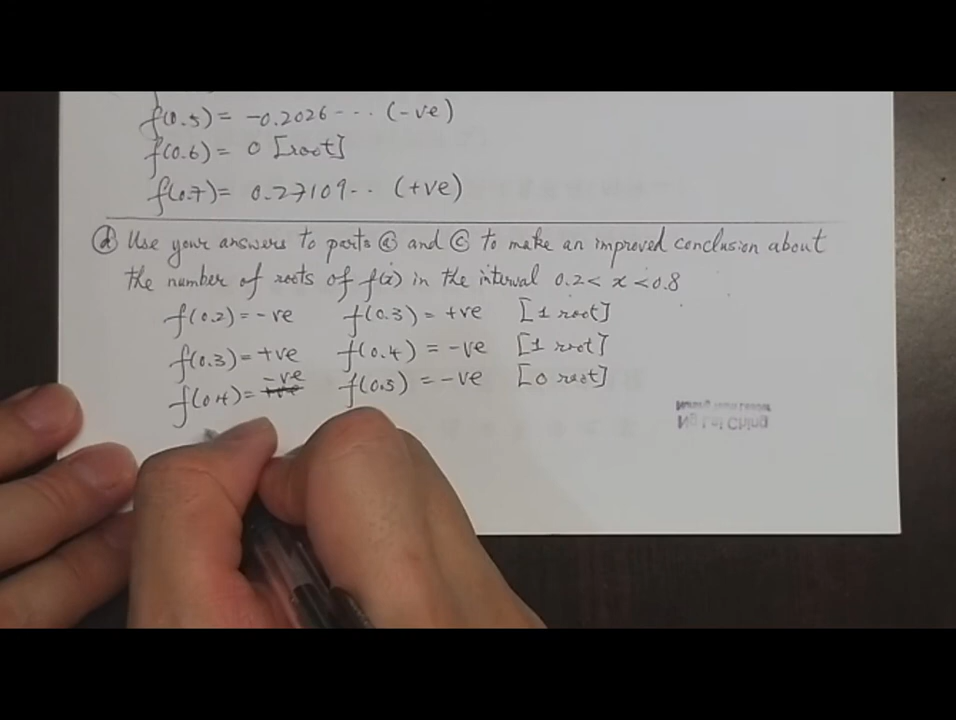 f(0.5) = -0.2026... (-ve)
f(0.6) = 0 [root]
f(0.7) = 0.27109.. (+ve)
(d) Use your answers to parts (a) and (c) to make an improved conclusion about
the number of roots of f(x) in the interval 0.2 < x < 0.8
f(0.2) = -ve f(0.3) = +ve [1 root]
f(0.3) = +ve f(0.4) = -ve [1 root]
f(0.4) = -ve f(0.5) = -ve [0 root]
Ng Lai Ching